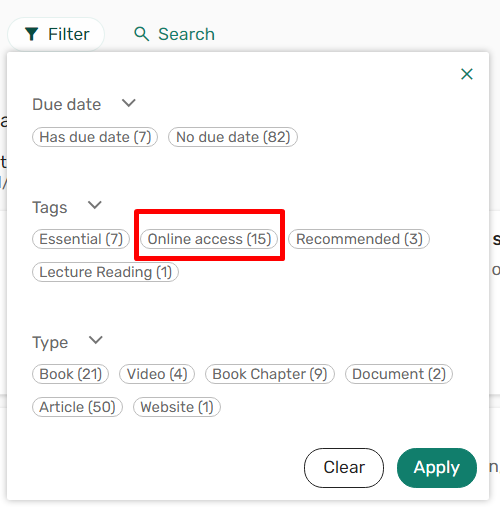 Filter Search
Due date
Has due date (7) No due date (82)
Tags
Essential (7) Online access (15) Recommended (3)
Lecture Reading (1)
Type
Book (21) Video (4) Book Chapter (9) Document (2)
Article (50) Website (1)
Clear Apply